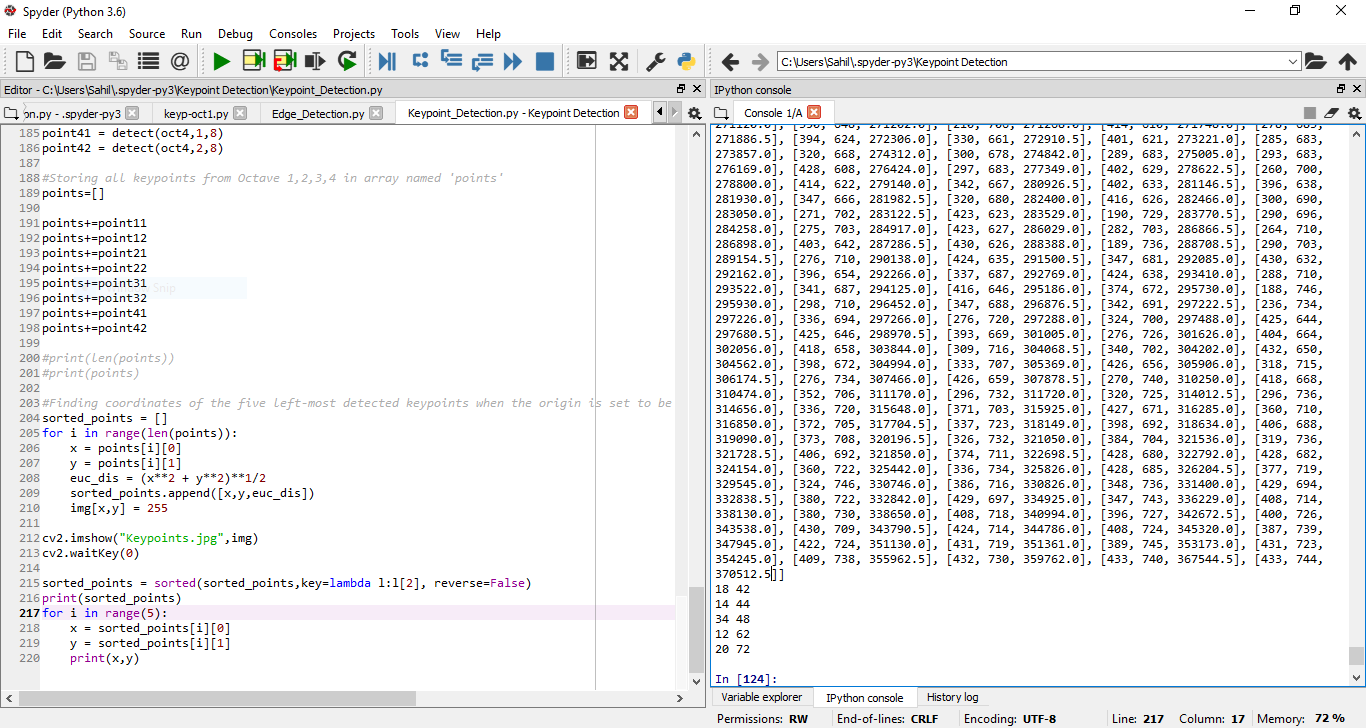 Spyder (Python 3.6)
File Edit Search Source Run Debug Consoles Projects Tools View Help
C:\Users\Sahil\.spyder-py3\Keypoint Detection
Editor - C:\Users\Sahil\.spyder-py3\Keypoint Detection\Keypoint_Detection.py
on.py - .spyder-py3 keyp-oct1.py Edge_Detection.py Keypoint_Detection.py - Keypoint Detection
185 point41 = detect(oct4,1,8)
186 point42 = detect(oct4,2,8)
187
188 #Storing all keypoints from Octave 1,2,3,4 in array named 'points'
189 points=[]
190
191 points+=point11
192 points+=point12
193 points+=point21
194 points+=point22
195 points+=point31
Snip
196 points+=point32
197 points+=point41
198 points+=point42
199
200 #print(len(points))
201 #print(points)
202
203 #Finding coordinates of the five left-most detected keypoints when the origin is set to be
204 sorted_points = []
205 for i in range(len(points)):
206 x = points[i][0]
207 y = points[i][1]
208 euc_dis = (x**2 + y**2)**1/2
209 sorted_points.append([x,y,euc_dis])
210 img[x,y] = 255
211
212 cv2.imshow("Keypoints.jpg",img)
213 cv2.waitKey(0)
214
215 sorted_points = sorted(sorted_points,key=lambda l:l[2], reverse=False)
216 print(sorted_points)
217 for i in range(5):
218 x = sorted_points[i][0]
219 y = sorted_points[i][1]
220 print(x,y)
IPython console
Console 1/A
271886.5], [394, 624, 272306.0], [330, 661, 272910.5], [401, 621, 273221.0], [285, 683,
273857.0], [320, 668, 274312.0], [300, 678, 274842.0], [289, 683, 275005.0], [293, 683,
276169.0], [428, 608, 276424.0], [297, 683, 277349.0], [402, 629, 278622.5], [260, 700,
278800.0], [414, 622, 279140.0], [342, 667, 280926.5], [402, 633, 281146.5], [396, 638,
281930.0], [347, 666, 281982.5], [320, 680, 282400.0], [416, 626, 282466.0], [300, 690,
283050.0], [271, 702, 283122.5], [423, 623, 283529.0], [190, 729, 283770.5], [290, 696,
284258.0], [275, 703, 284917.0], [423, 627, 286029.0], [282, 703, 286866.5], [264, 710,
286898.0], [403, 642, 287286.5], [430, 626, 288388.0], [189, 736, 288708.5], [290, 703,
289154.5], [276, 710, 290138.0], [424, 635, 291500.5], [347, 681, 292085.0], [430, 632,
292162.0], [396, 654, 292266.0], [337, 687, 292769.0], [424, 638, 293410.0], [288, 710,
293522.0], [341, 687, 294125.0], [416, 646, 295186.0], [374, 672, 295730.0], [188, 746,
295930.0], [298, 710, 296452.0], [347, 688, 296876.5], [342, 691, 297222.5], [236, 734,
297226.0], [336, 694, 297266.0], [276, 720, 297288.0], [324, 700, 297488.0], [425, 644,
297680.5], [425, 646, 298970.5], [393, 669, 301005.0], [276, 726, 301626.0], [404, 664,
302056.0], [418, 658, 303844.0], [309, 716, 304068.5], [340, 702, 304202.0], [432, 650,
304562.0], [398, 672, 304994.0], [333, 707, 305369.0], [426, 656, 305906.0], [318, 715,
306174.5], [276, 734, 307466.0], [426, 659, 307878.5], [270, 740, 310250.0], [418, 668,
310474.0], [352, 706, 311170.0], [296, 732, 311720.0], [320, 725, 314012.5], [296, 736,
314656.0], [336, 720, 315648.0], [371, 703, 315925.0], [427, 671, 316285.0], [360, 710,
316850.0], [372, 705, 317704.5], [337, 723, 318149.0], [398, 692, 318634.0], [406, 688,
319090.0], [373, 708, 320196.5], [326, 732, 321050.0], [384, 704, 321536.0], [319, 736,
321728.5], [406, 692, 321850.0], [374, 711, 322698.5], [428, 680, 322792.0], [428, 682,
324154.0], [360, 722, 325442.0], [336, 734, 325826.0], [428, 685, 326204.5], [377, 719,
329545.0], [324, 746, 330746.0], [386, 716, 330826.0], [348, 736, 331400.0], [429, 694,
332838.5], [380, 722, 332842.0], [429, 697, 334925.0], [347, 743, 336229.0], [408, 714,
338130.0], [380, 730, 338650.0], [408, 718, 340994.0], [396, 727, 342672.5], [400, 726,
343538.0], [430, 709, 343790.5], [424, 714, 344786.0], [408, 724, 345320.0], [387, 739,
347945.0], [422, 724, 351130.0], [431, 719, 351361.0], [389, 745, 353173.0], [431, 723,
354245.0], [409, 738, 355962.5], [432, 730, 359762.0], [433, 740, 367544.5], [433, 744,
370512.5]]
18 42
14 44
34 48
12 62
20 72
In [124]:
Variable explorer IPython console History log
Permissions: RW End-of-lines: CRLF Encoding: UTF-8 Line: 217 Column: 17 Memory: 72 %